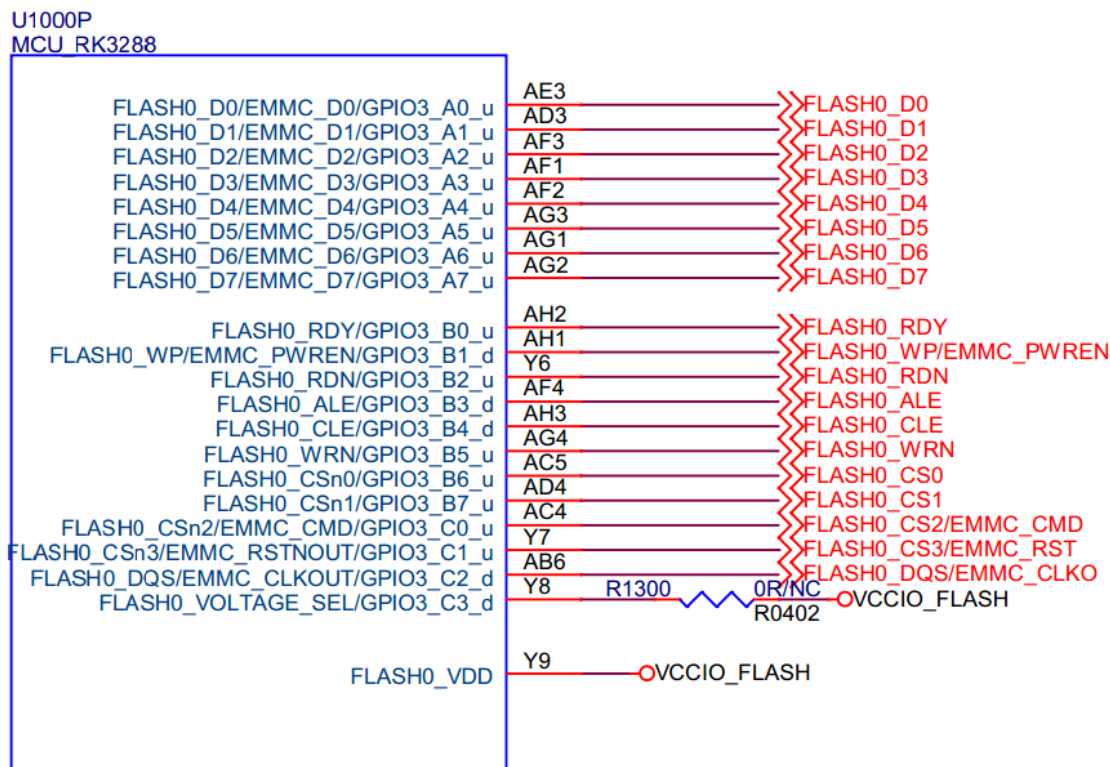 U1000P
MCU_RK3288
FLASH0_D0/EMMC_D0/GPIO3_A0_u AE3 FLASH0_D0
FLASH0_D1/EMMC_D1/GPIO3_A1_u AD3 FLASH0_D1
FLASH0_D2/EMMC_D2/GPIO3_A2_u AF3 FLASH0_D2
FLASH0_D3/EMMC_D3/GPIO3_A3_u AF1 FLASH0_D3
FLASH0_D4/EMMC_D4/GPIO3_A4_u AF2 FLASH0_D4
FLASH0_D5/EMMC_D5/GPIO3_A5_u AG3 FLASH0_D5
FLASH0_D6/EMMC_D6/GPIO3_A6_u AG1 FLASH0_D6
FLASH0_D7/EMMC_D7/GPIO3_A7_u AG2 FLASH0_D7
FLASH0_RDY/GPIO3_B0_u AH2 FLASH0_RDY
FLASH0_WP/EMMC_PWREN/GPIO3_B1_d AH1 FLASH0_WP/EMMC_PWREN
FLASH0_RDN/GPIO3_B2_u Y6 FLASH0_RDN
FLASH0_ALE/GPIO3_B3_d AF4 FLASH0_ALE
FLASH0_CLE/GPIO3_B4_d AH3 FLASH0_CLE
FLASH0_WRN/GPIO3_B5_u AG4 FLASH0_WRN
FLASH0_CSn0/GPIO3_B6_u AC5 FLASH0_CS0
FLASH0_CSn1/GPIO3_B7_u AD4 FLASH0_CS1
FLASH0_CSn2/EMMC_CMD/GPIO3_C0_u AC4 FLASH0_CS2/EMMC_CMD
FLASH0_CSn3/EMMC_RSTNOUT/GPIO3_C1_u Y7 FLASH0_CS3/EMMC_RST
FLASH0_DQS/EMMC_CLKOUT/GPIO3_C2_d AB6 FLASH0_DQS/EMMC_CLKO
FLASH0_VOLTAGE_SEL/GPIO3_C3_d Y8 R1300 0R/NC VCCIO_FLASH
R0402
FLASH0_VDD Y9 VCCIO_FLASH